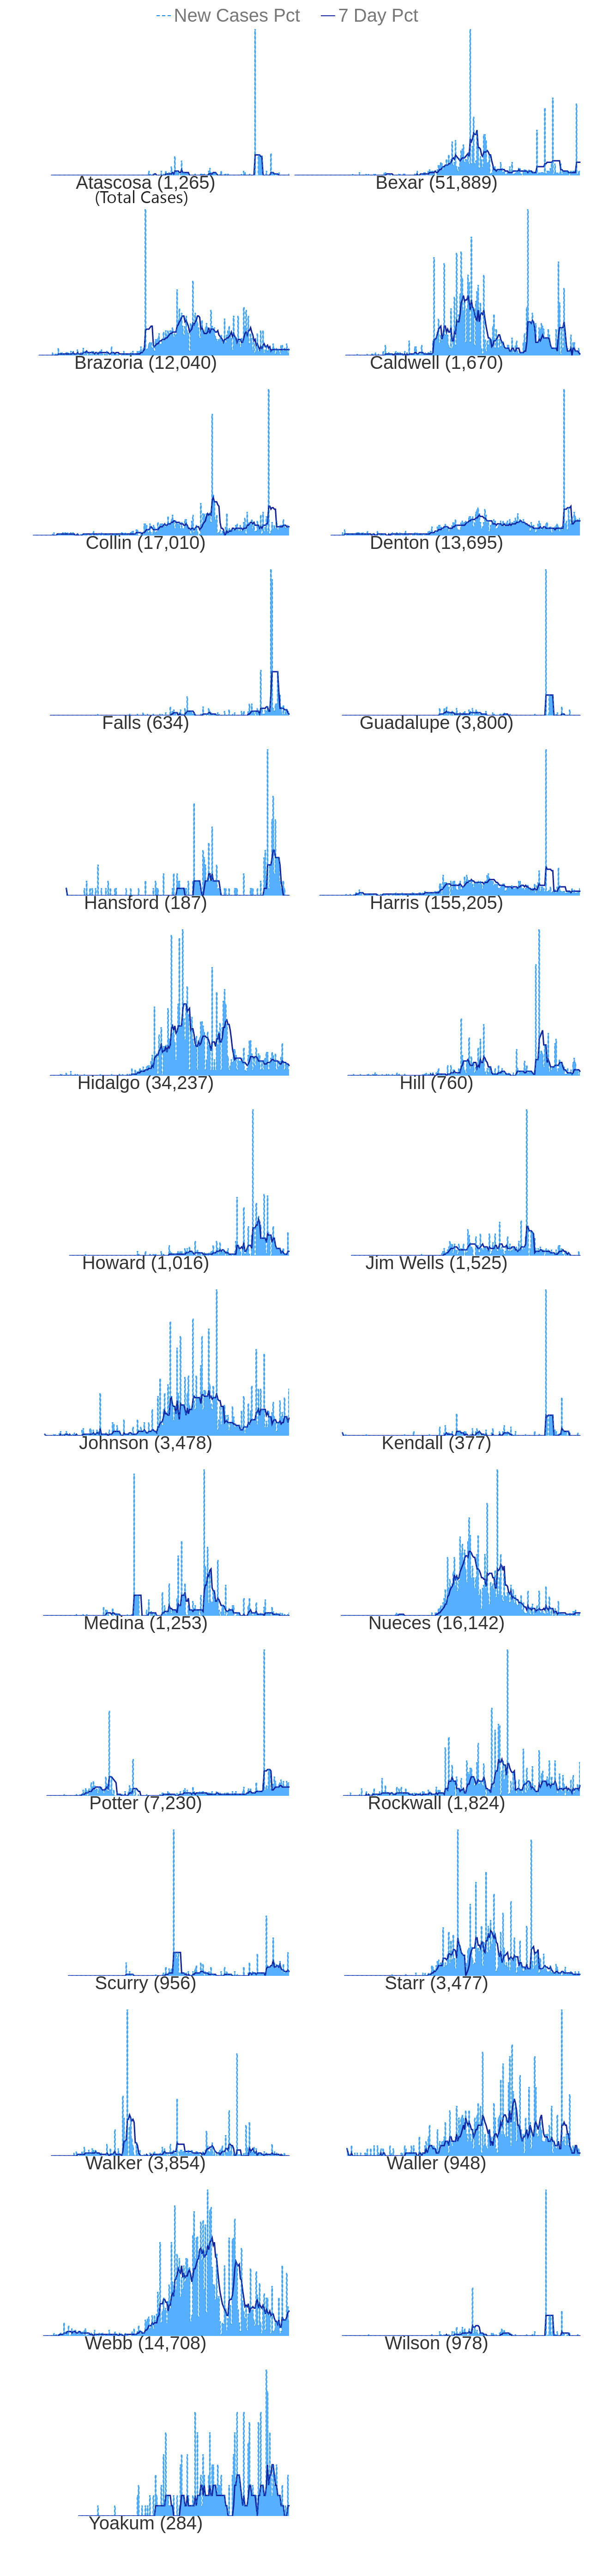 New Cases Pct 7 Day Pct
Atascosa (1,265) Bexar (51,889)
(Total Cases)
Brazoria (12,040) Caldwell (1,670)
Collin (17,010) Denton (13,695)
Falls (634) Guadalupe (3,800)
Hansford (187) Harris (155,205)
Hidalgo (34,237) Hill (760)
Howard (1,016) Jim Wells (1,525)
Johnson (3,478) Kendall (377)
Medina (1,253) Nueces (16,142)
Potter (7,230) Rockwall (1,824)
Scurry (956) Starr (3,477)
Walker (3,854) Waller (948)
Webb (14,708) Wilson (978)
Yoakum (284)